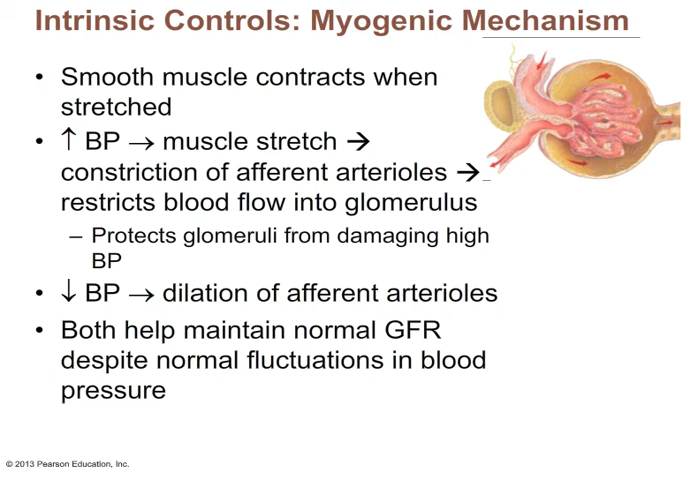 Intrinsic Controls: Myogenic Mechanism
• Smooth muscle contracts when
stretched
• ↑ BP → muscle stretch →
constriction of afferent arterioles →
restricts blood flow into glomerulus
– Protects glomeruli from damaging high
BP
• ↓ BP → dilation of afferent arterioles
• Both help maintain normal GFR
despite normal fluctuations in blood
pressure
© 2013 Pearson Education, Inc.